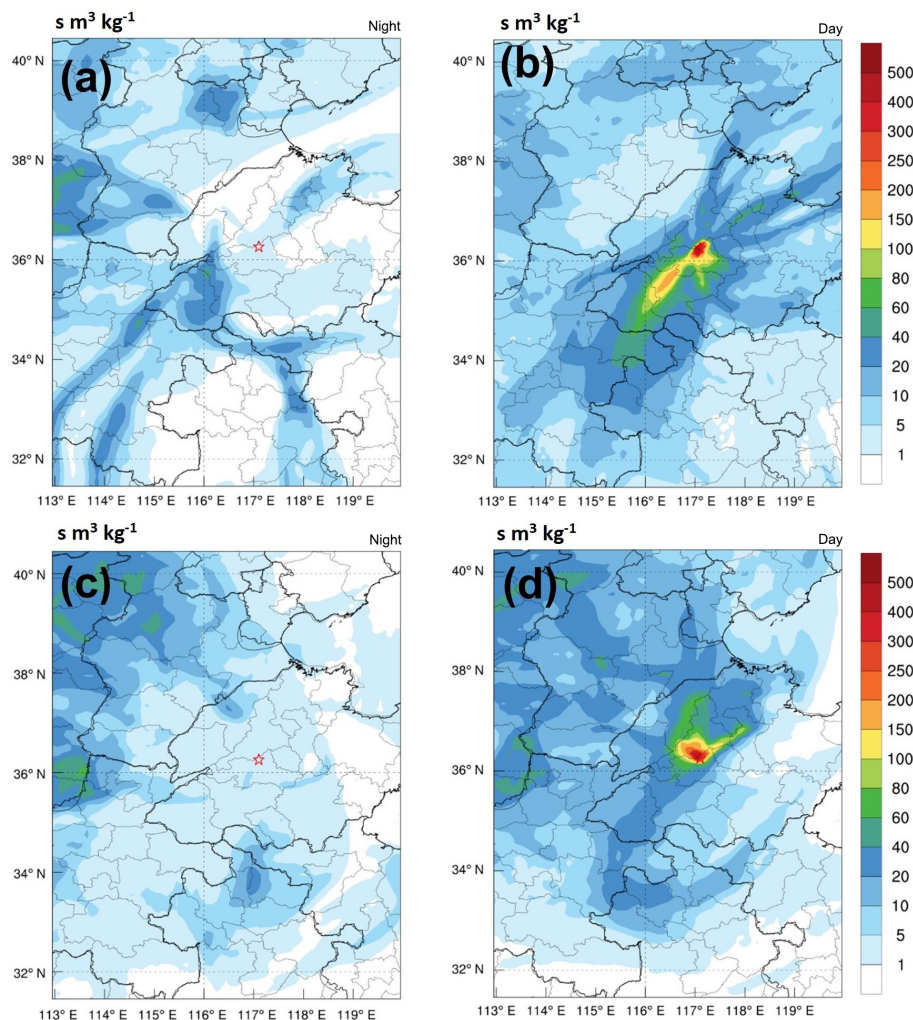 s m³ kg⁻¹ Night
(a)
40° N
38° N
36° N
34° N
32° N
113° E 114° E 115° E 116° E 117° E 118° E 119° E
s m³ kg⁻¹ Day
(b)
40° N
38° N
36° N
34° N
32° N
113° E 114° E 115° E 116° E 117° E 118° E 119° E
500
400
300
250
200
150
100
80
60
40
20
10
5
1
s m³ kg⁻¹ Night
(c)
40° N
38° N
36° N
34° N
32° N
113° E 114° E 115° E 116° E 117° E 118° E 119° E
s m³ kg⁻¹ Day
(d)
40° N
38° N
36° N
34° N
32° N
113° E 114° E 115° E 116° E 117° E 118° E 119° E
500
400
300
250
200
150
100
80
60
40
20
10
5
1